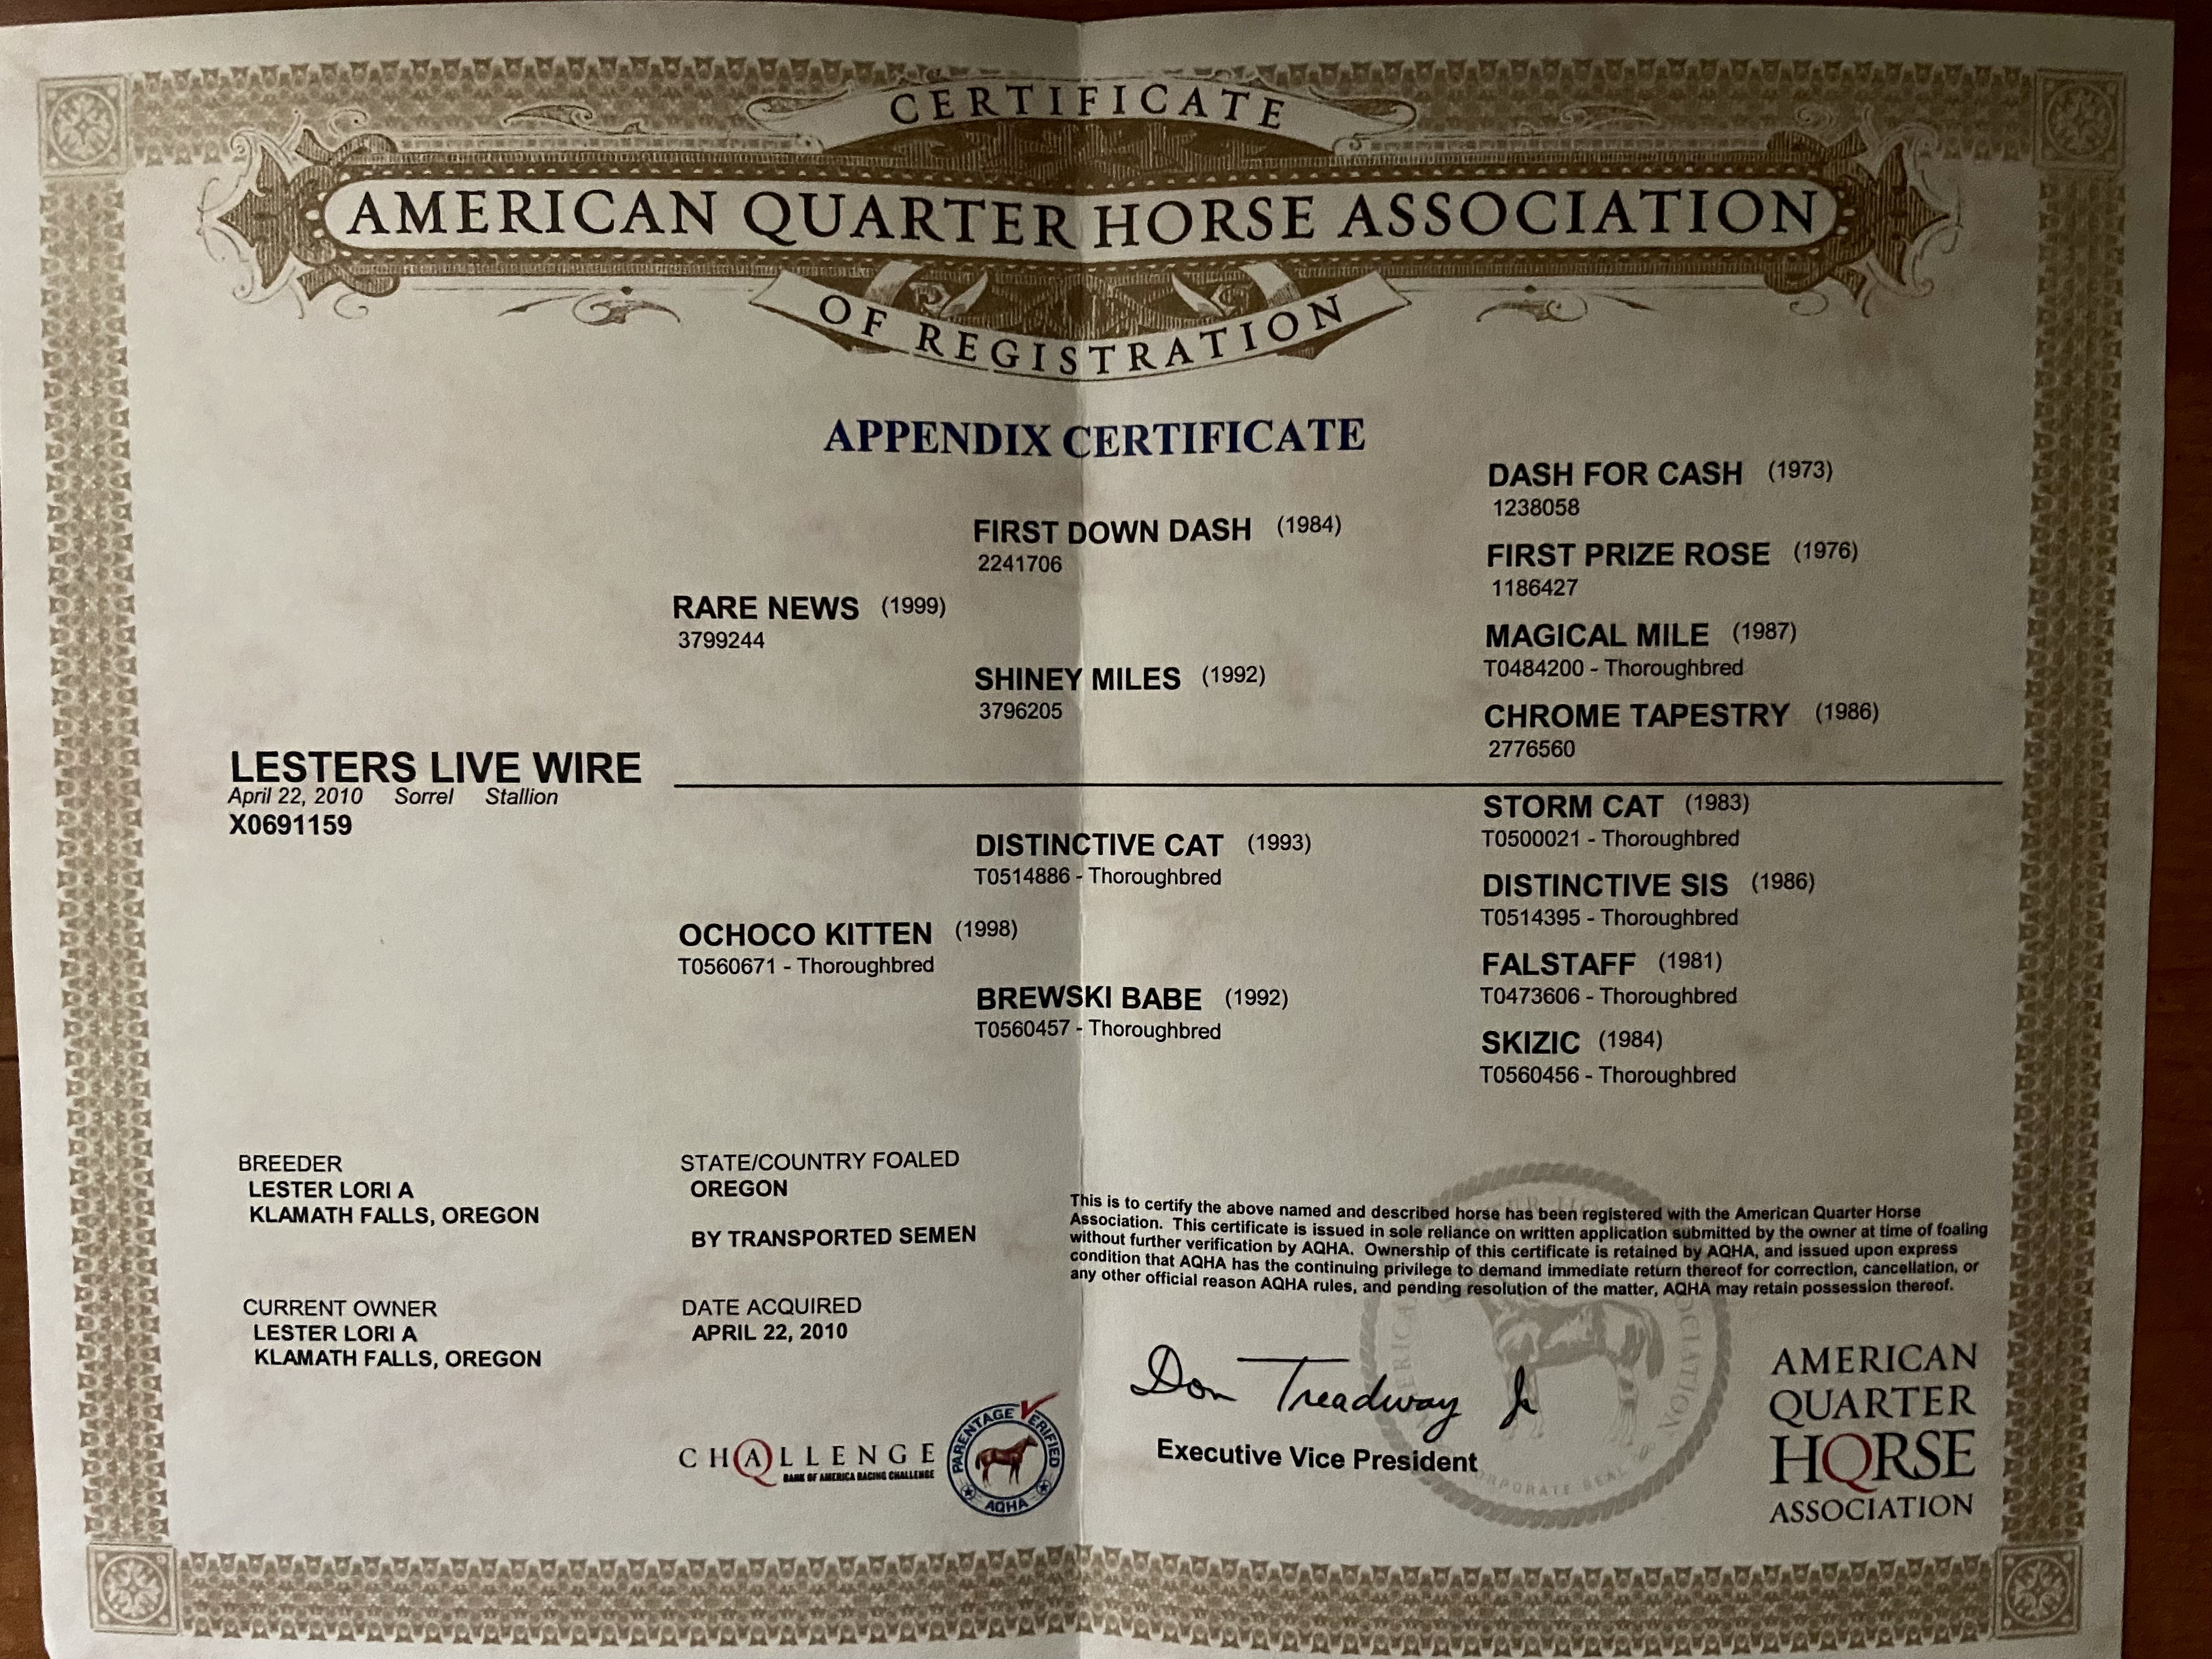 CERTIFICATE
AMERICAN QUARTER HORSE ASSOCIATION
OF REGISTRATION
APPENDIX CERTIFICATE
DASH FOR CASH (1973)
1238058
FIRST DOWN DASH (1984)
2241706
FIRST PRIZE ROSE (1976)
1186427
RARE NEWS (1999)
3799244
MAGICAL MILE (1987)
T0484200 - Thoroughbred
SHINEY MILES (1992)
3796205
CHROME TAPESTRY (1986)
2776560
LESTERS LIVE WIRE
April 22, 2010 Sorrel Stallion
X0691159
STORM CAT (1983)
T0500021 - Thoroughbred
DISTINCTIVE CAT (1993)
T0514886 - Thoroughbred
DISTINCTIVE SIS (1986)
T0514395 - Thoroughbred
OCHOCO KITTEN (1998)
T0560671 - Thoroughbred
FALSTAFF (1981)
T0473606 - Thoroughbred
BREWSKI BABE (1992)
T0560457 - Thoroughbred
SKIZIC (1984)
T0560456 - Thoroughbred
BREEDER
LESTER LORI A
KLAMATH FALLS, OREGON
STATE/COUNTRY FOALED
OREGON
BY TRANSPORTED SEMEN
CURRENT OWNER
LESTER LORI A
KLAMATH FALLS, OREGON
DATE ACQUIRED
APRIL 22, 2010
This is to certify the above named and described horse has been registered with the American Quarter Horse
Association. This certificate is issued in sole reliance on written application submitted by the owner at time of foaling
without further verification by AQHA. Ownership of this certificate is retained by AQHA, and issued upon express
condition that AQHA has the continuing privilege to demand immediate return thereof for correction, cancellation, or
any other official reason AQHA rules, and pending resolution of the matter, AQHA may retain possession thereof.
Don Treadway Jr
Executive Vice President
CHALLENGE
BANK OF AMERICA RACING CHALLENGE
PARENTAGE VERIFIED
AQHA
CORPORATE SEAL
AMERICAN
QUARTER
HORSE
ASSOCIATION